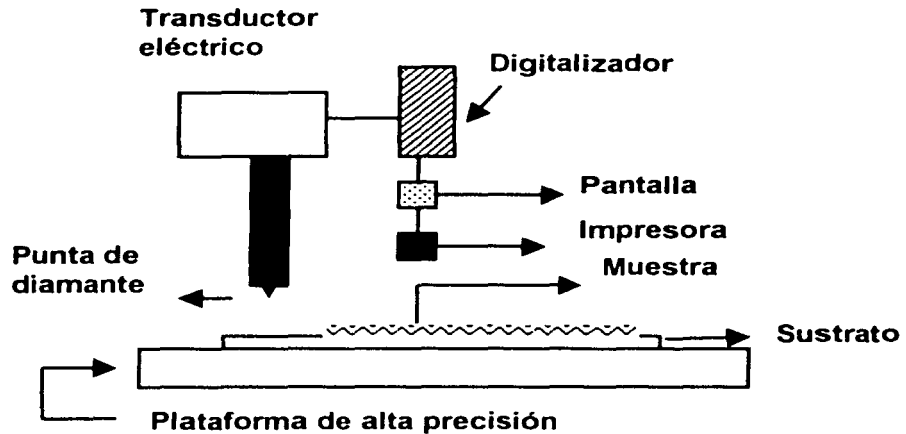 Transductor
eléctrico
Digitalizador
Pantalla
Impresora
Muestra
Punta de
diamante
Sustrato
Plataforma de alta precisión